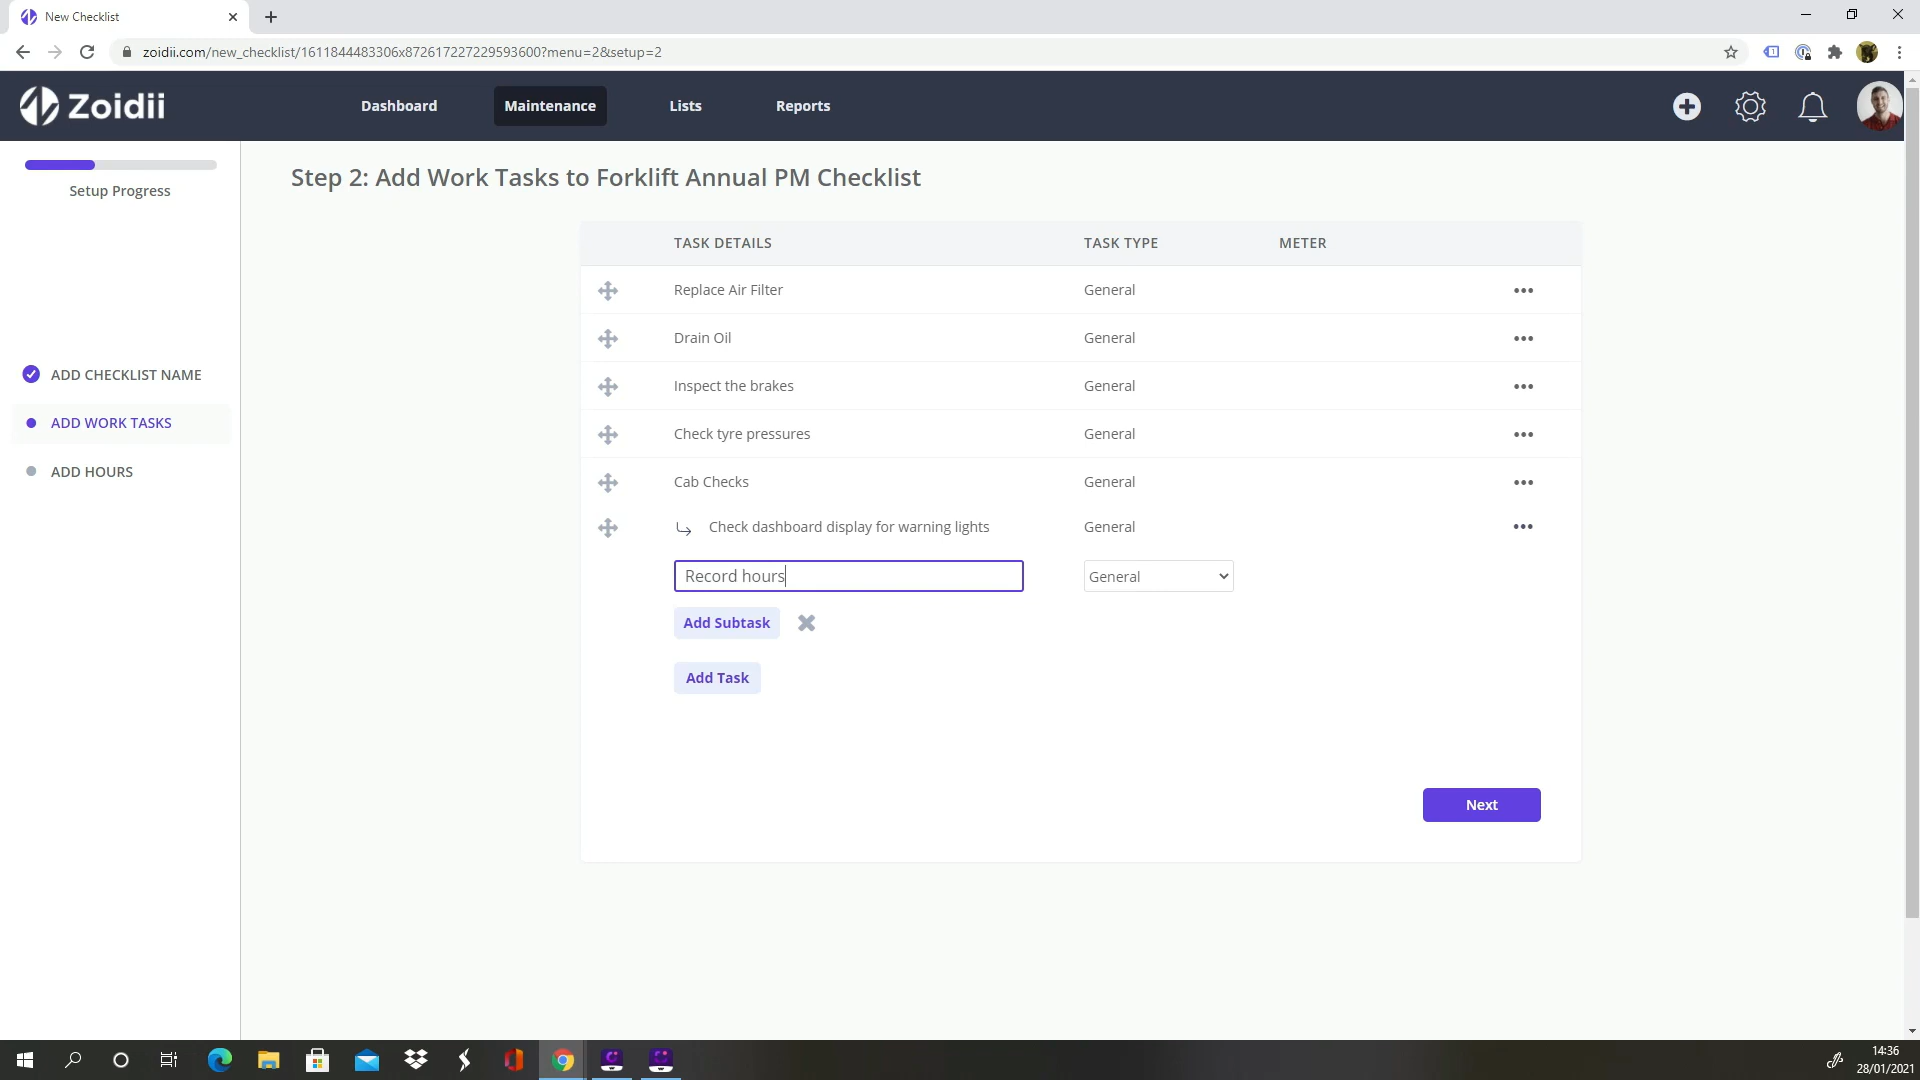 New Checklist
zoidii.com/new_checklist/1611844483306x872617227229593600?menu=2&setup=2
Zoidii
Dashboard
Maintenance
Lists
Reports
Setup Progress
Step 2: Add Work Tasks to Forklift Annual PM Checklist
TASK DETAILS TASK TYPE METER
Replace Air Filter General
Drain Oil General
Inspect the brakes General
ADD CHECKLIST NAME
ADD WORK TASKS
ADD HOURS
Check tyre pressures General
Cab Checks General
Check dashboard display for warning lights General
Record hours General
Add Subtask
Add Task
Next
14:36
28/01/2021